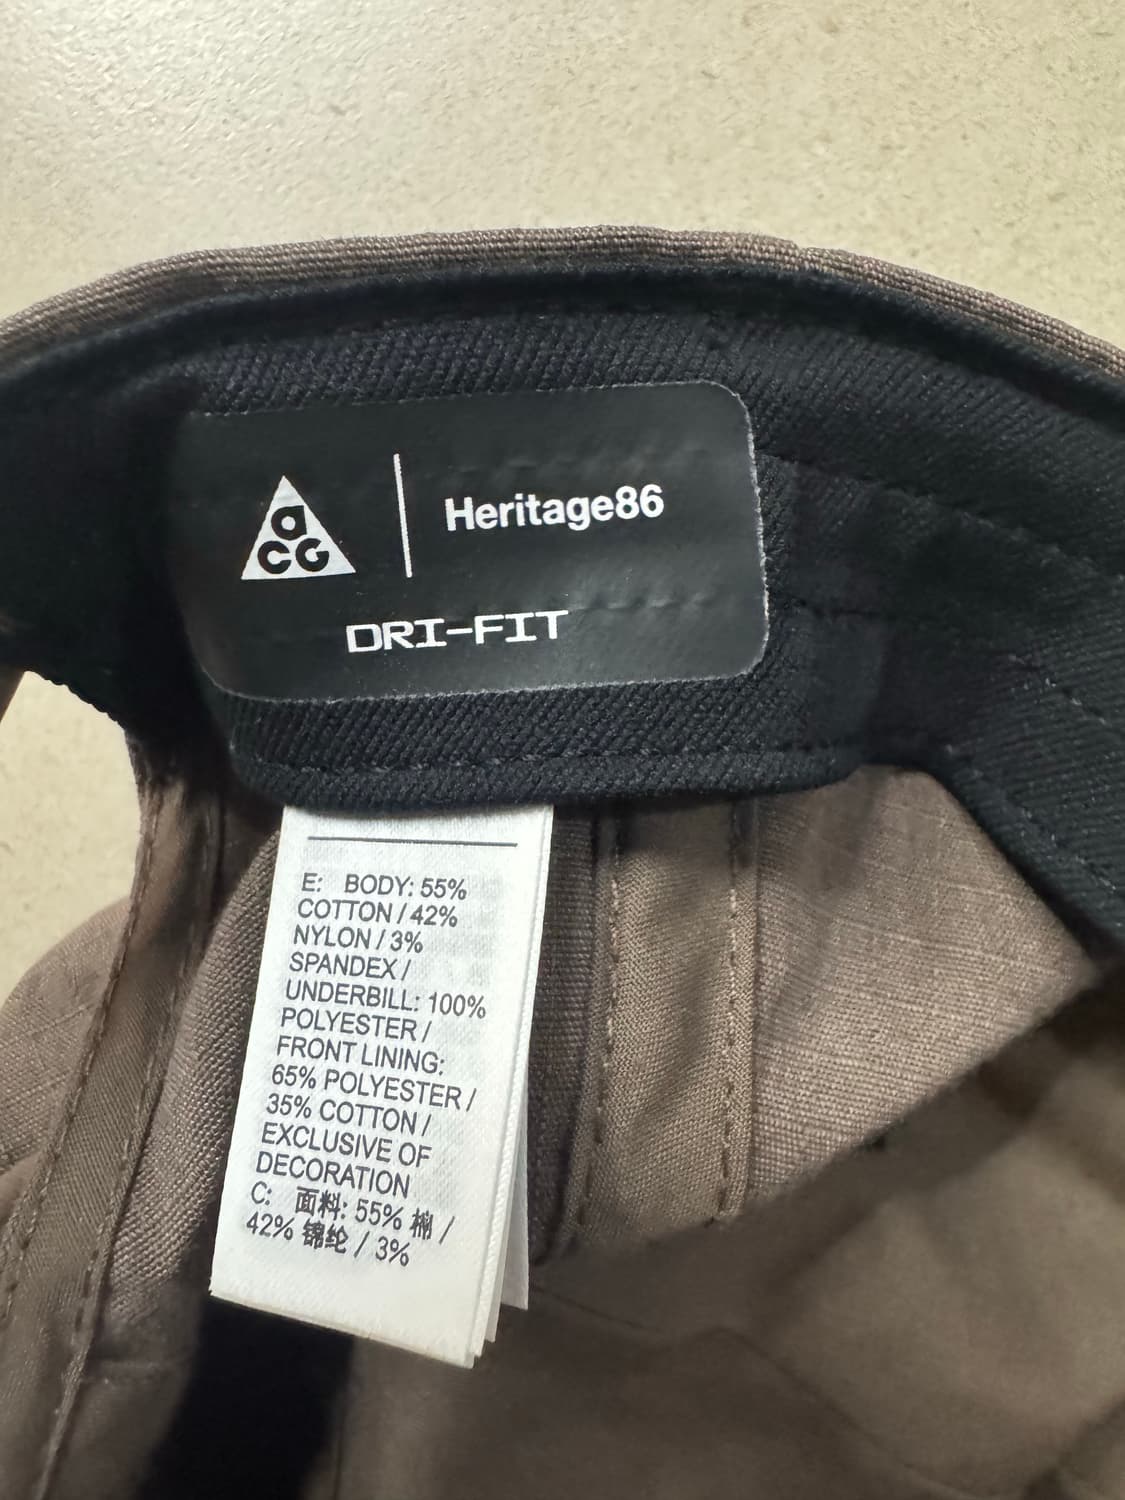 acg
Heritage86
DRI-FIT
E: BODY: 55%
COTTON / 42%
NYLON / 3%
SPANDEX /
UNDERBILL: 100%
POLYESTER /
FRONT LINING:
65% POLYESTER /
35% COTTON /
EXCLUSIVE OF
DECORATION
C: 面料: 55% 棉 /
42% 锦纶 / 3%